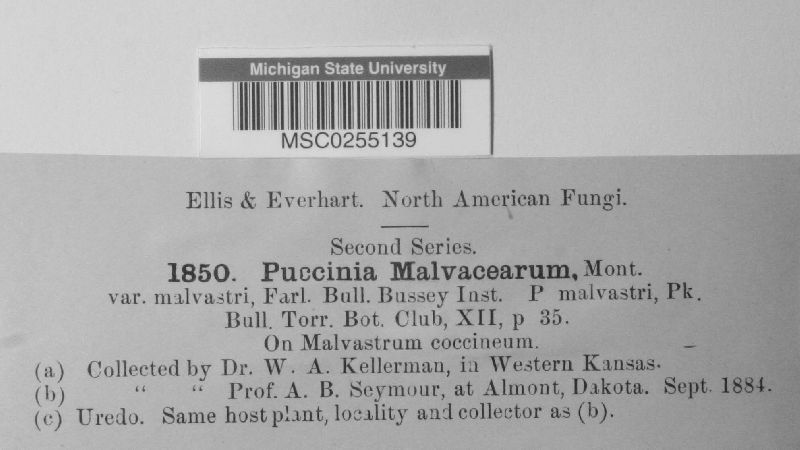 Michigan State University
MSC0255139
Ellis & Everhart. North American Fungi.
Second Series.
1850. Puccinia Malvacearum, Mont.
var. malvastri, Farl. Bull. Bussey Inst. P malvastri, Pk.
Bull. Torr. Bot. Club, XII, p 35.
On Malvastrum coccineum.
(a) Collected by Dr. W. A. Kellerman, in Western Kansas.
(b) “ “ Prof. A. B. Seymour, at Almont, Dakota. Sept. 1884.
(c) Uredo. Same host plant, locality and collector as (b).